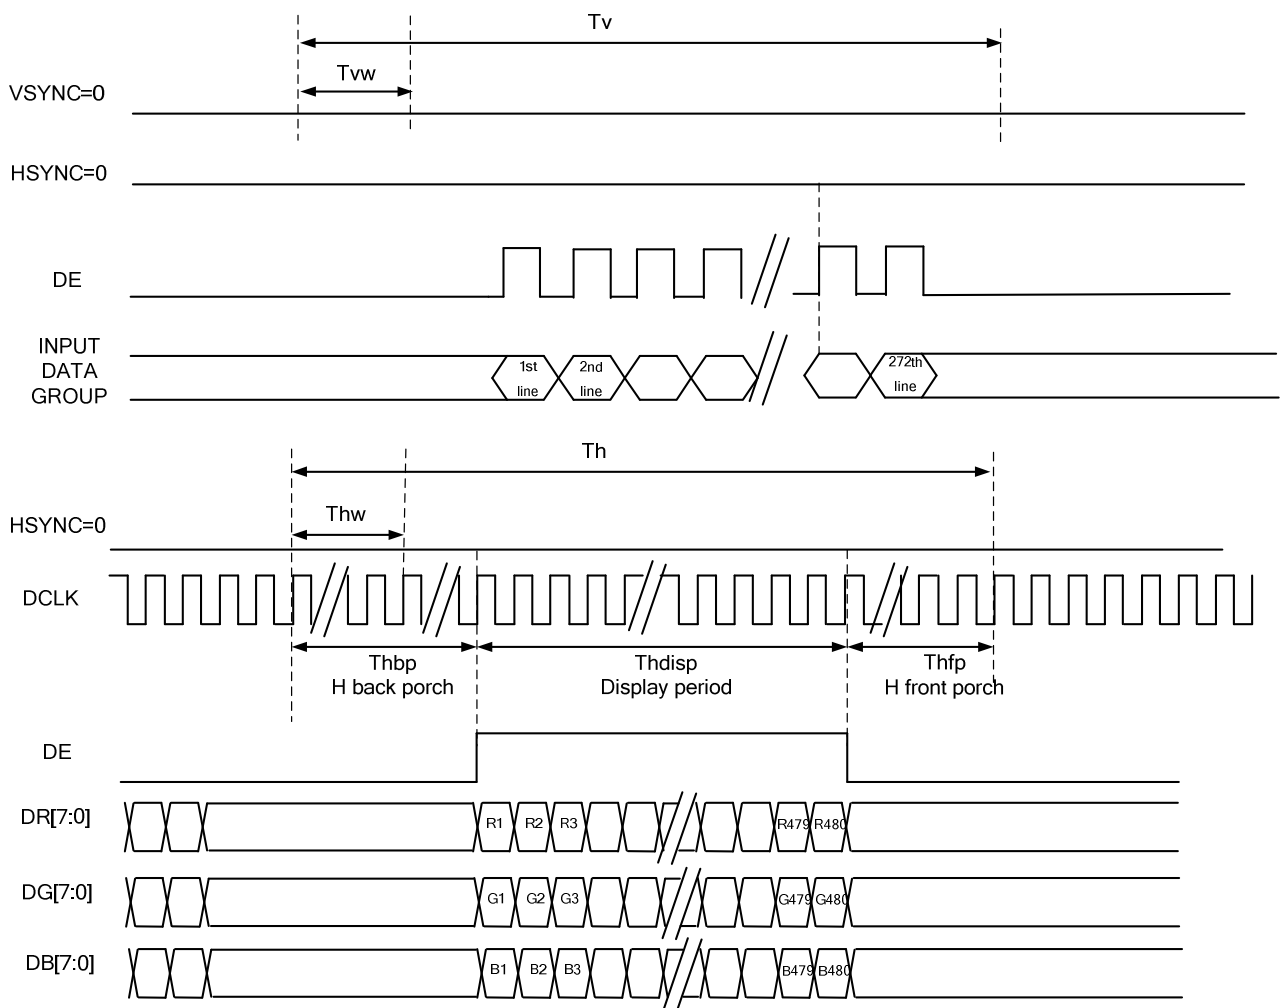 Tv
Tvw
VSYNC=0
HSYNC=0
DE
INPUT
DATA
GROUP
1st
line
2nd
line
272th
line
Th
HSYNC=0
Thw
DCLK
Thbp
H back porch
Thdisp
Display period
Thfp
H front porch
DE
DR[7:0]
R1 R2 R3 R479 R480
DG[7:0]
G1 G2 G3 G479 G480
DB[7:0]
B1 B2 B3 B479 B480